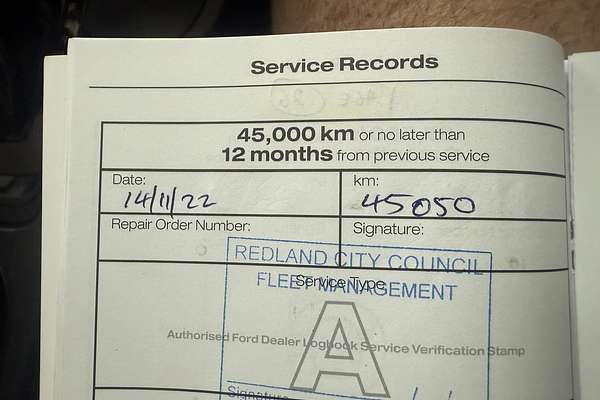 Service Records
45,000 km or no later than
12 months from previous service
Date:
14/11/22
km:
45050
Repair Order Number:
Signature:
REDLAND CITY COUNCIL
FLEET MANAGEMENT
Service Type
A
Authorised Ford Dealer Logbook Service Verification Stamp
Signature